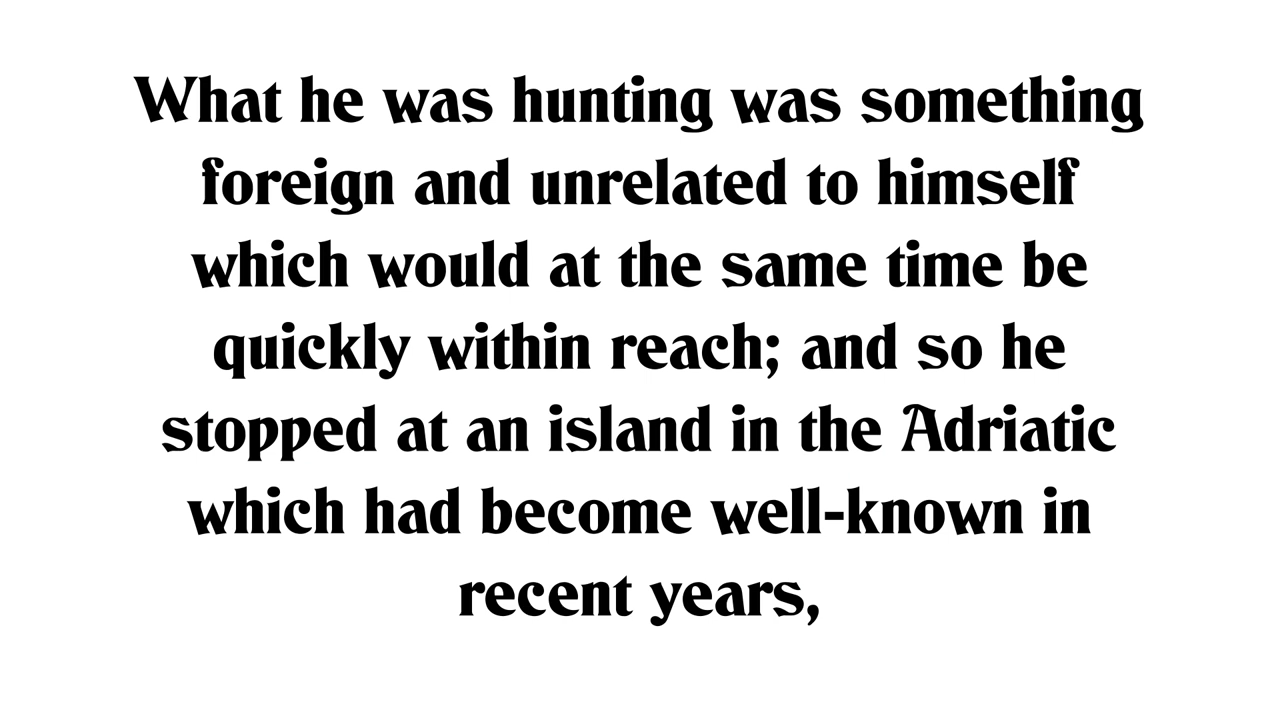 What he was hunting was something
foreign and unrelated to himself
which would at the same time be
quickly within reach; and so he
stopped at an island in the Adriatic
which had become well-known in
recent years,